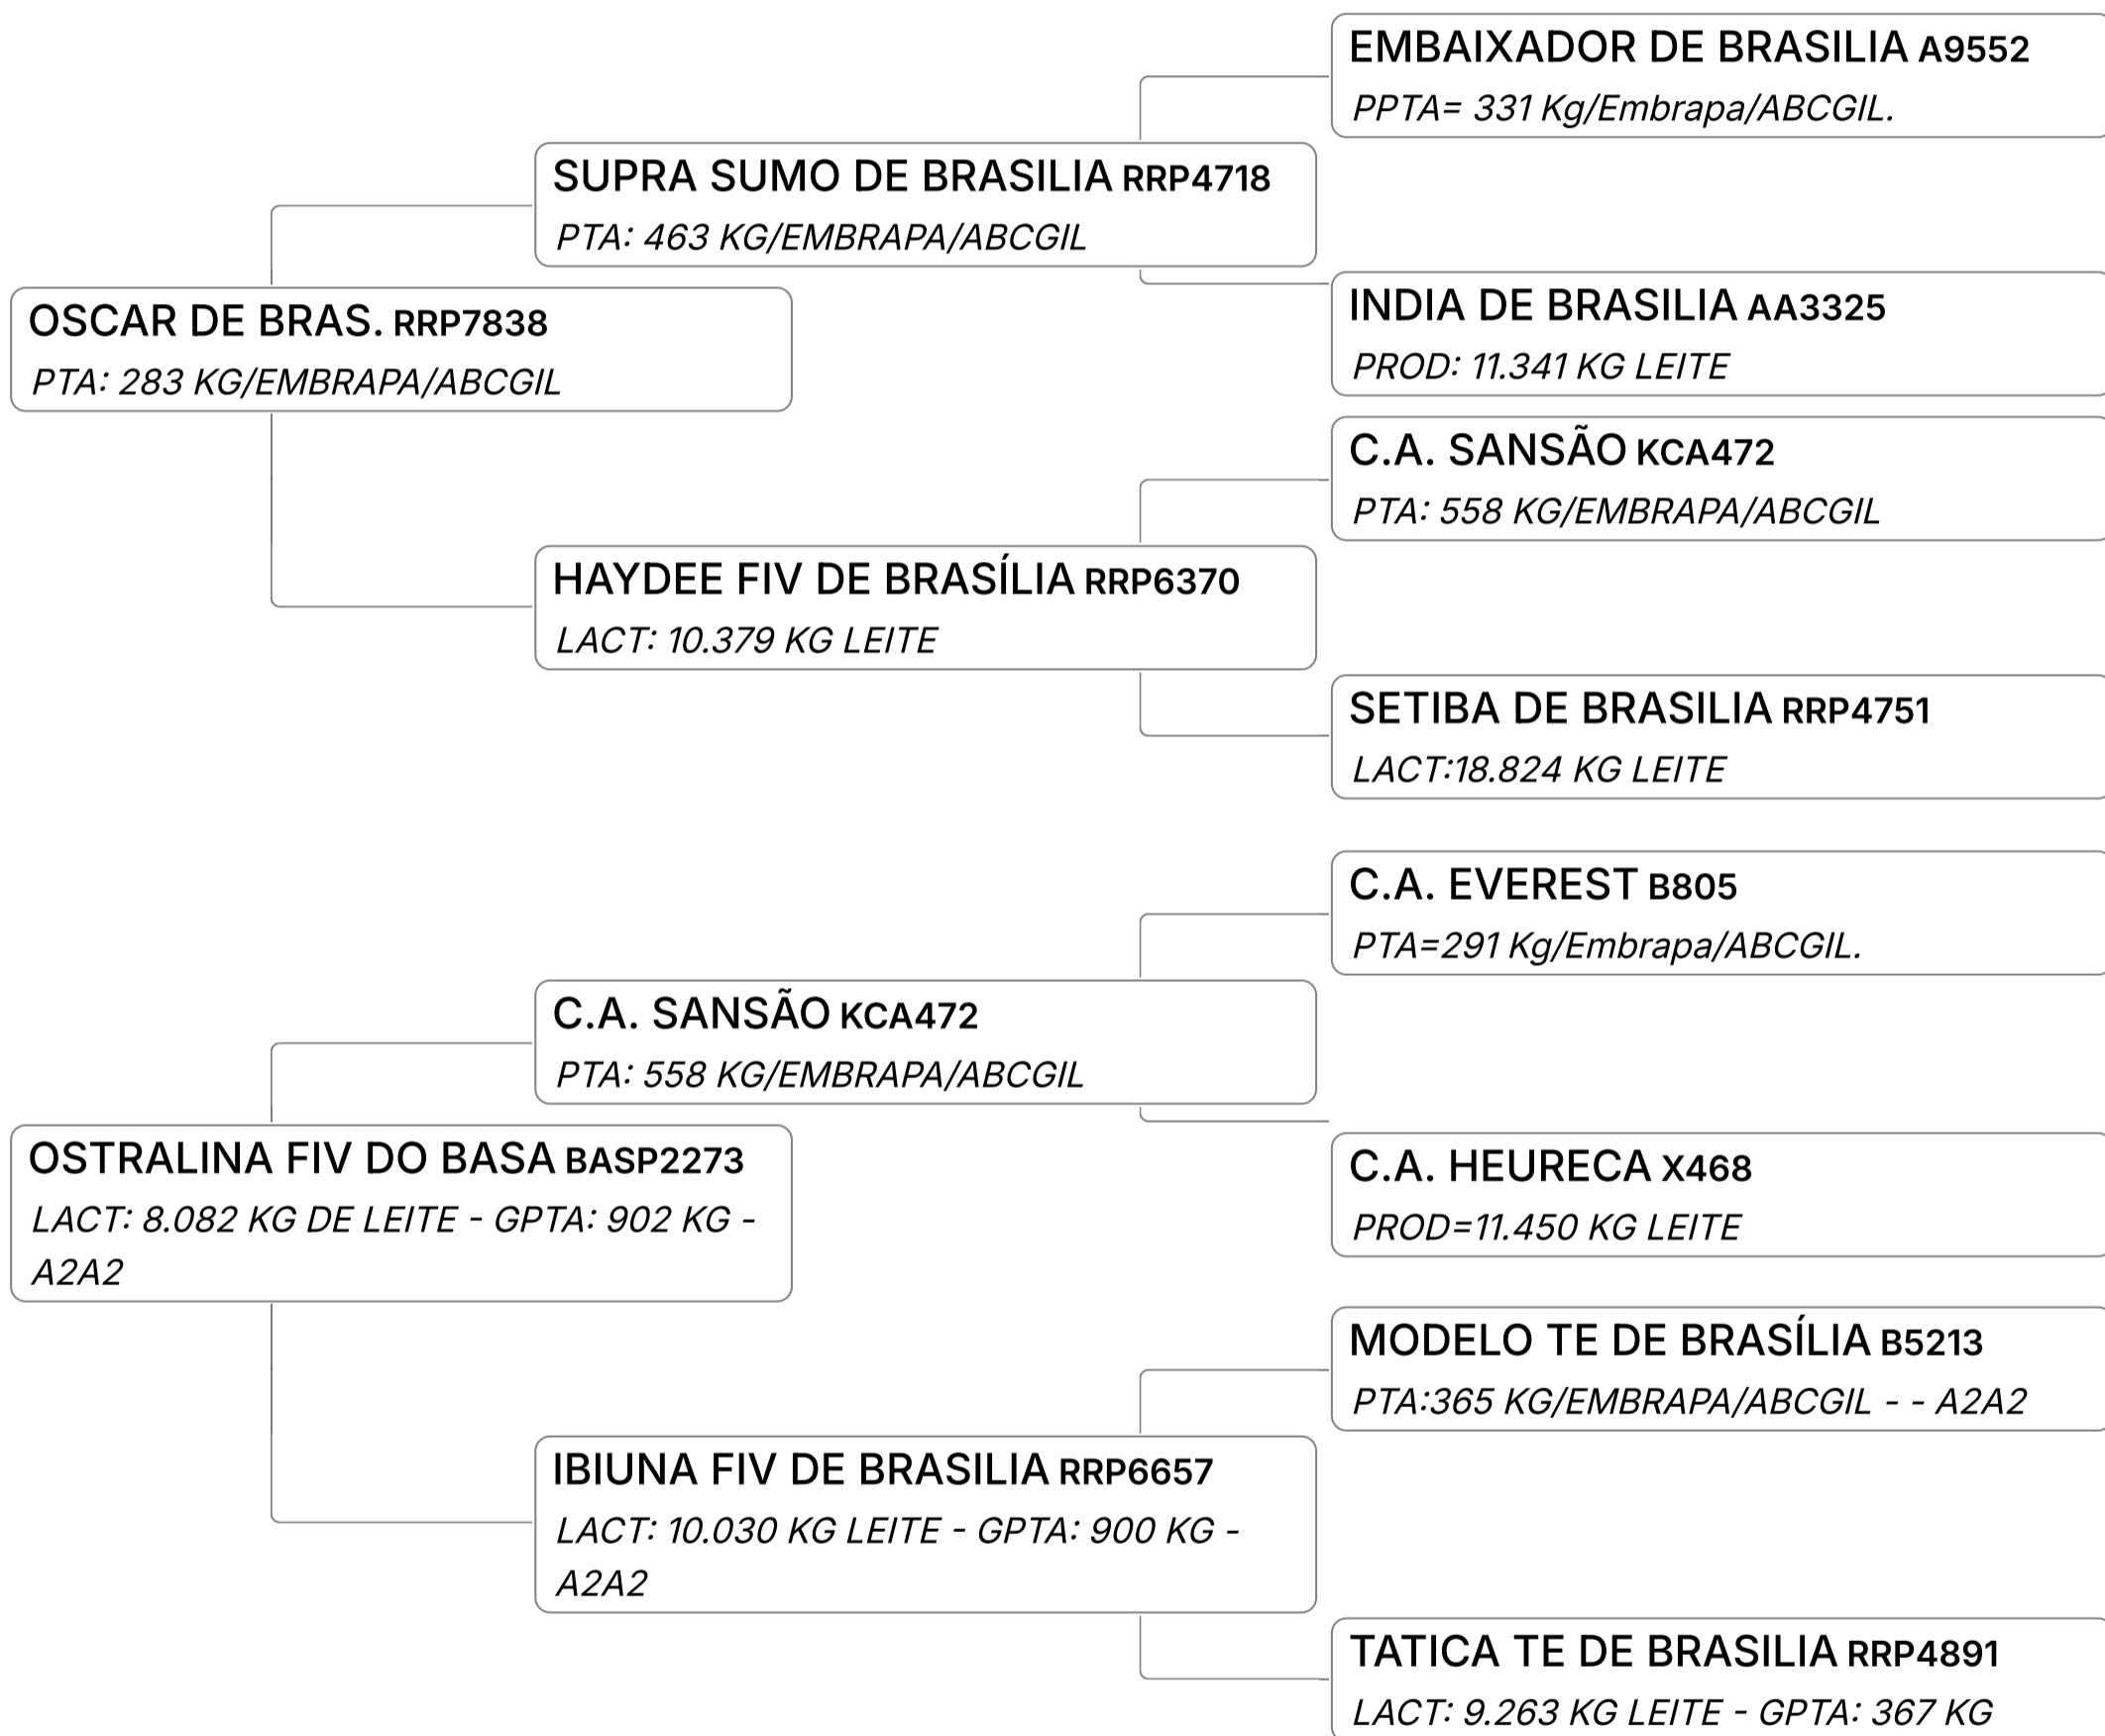 EMBAIXADOR DE BRASILIA A9552
PPTA= 331 Kg/Embrapa/ABCGIL.
SUPRA SUMO DE BRASILIA RRP4718
PTA: 463 KG/EMBRAPA/ABCGIL
INDIA DE BRASILIA AA3325
PROD: 11.341 KG LEITE
OSCAR DE BRAS. RRP7838
PTA: 283 KG/EMBRAPA/ABCGIL
C.A. SANSÃO KCA472
PTA: 558 KG/EMBRAPA/ABCGIL
HAYDEE FIV DE BRASÍLIA RRP6370
LACT: 10.379 KG LEITE
SETIBA DE BRASILIA RRP4751
LACT:18.824 KG LEITE
C.A. EVEREST B805
PTA=291 Kg/Embrapa/ABCGIL.
C.A. SANSÃO KCA472
PTA: 558 KG/EMBRAPA/ABCGIL
C.A. HEURECA X468
PROD=11.450 KG LEITE
OSTRALINA FIV DO BASA BASP2273
LACT: 8.082 KG DE LEITE - GPTA: 902 KG -
A2A2
MODELO TE DE BRASÍLIA B5213
PTA:365 KG/EMBRAPA/ABCGIL - - A2A2
IBIUNA FIV DE BRASILIA RRP6657
LACT: 10.030 KG LEITE - GPTA: 900 KG -
A2A2
TATICA TE DE BRASILIA RRP4891
LACT: 9.263 KG LEITE - GPTA: 367 KG